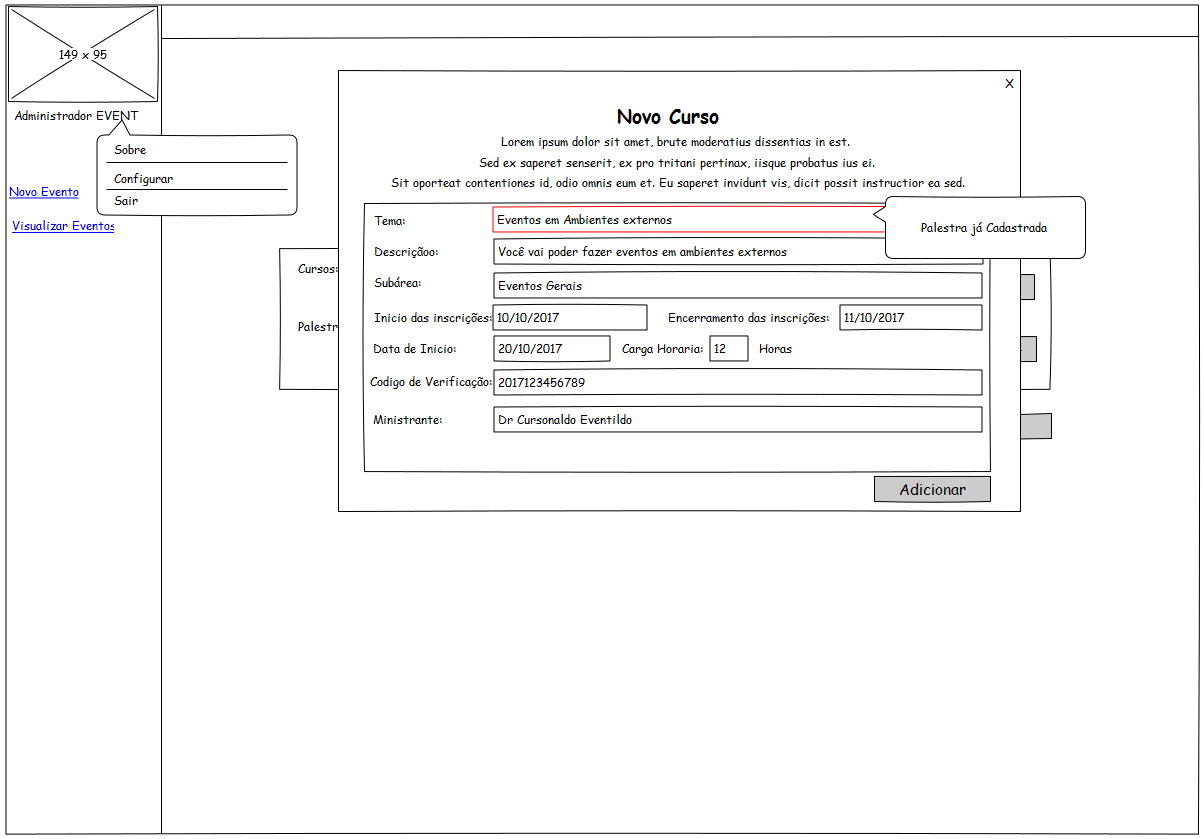 149 x 95
Administrador EVENT
Sobre
Configurar
Sair
Novo Evento
Visualizar Eventos
X
Novo Curso
Lorem ipsum dolor sit amet, brute moderatius dissentias in est.
Sed ex saperet senserit, ex pro tritani pertinax, iisque probatus ius ei.
Sit oporteat contentiones id, odio omnis eum et. Eu saperet invidunt vis, dicit possit instructior ea sed.
Tema: Eventos em Ambientes externos
Palestra já Cadastrada
Descriçãoo: Você vai poder fazer eventos em ambientes externos
Cursos:
Subárea: Eventos Gerais
Inicio das inscrições: 10/10/2017 Encerramento das inscrições: 11/10/2017
Palestr
Data de Inicio: 20/10/2017 Carga Horaria: 12 Horas
Codigo de Verificação: 2017123456789
Ministrante: Dr Cursonaldo Eventildo
Adicionar